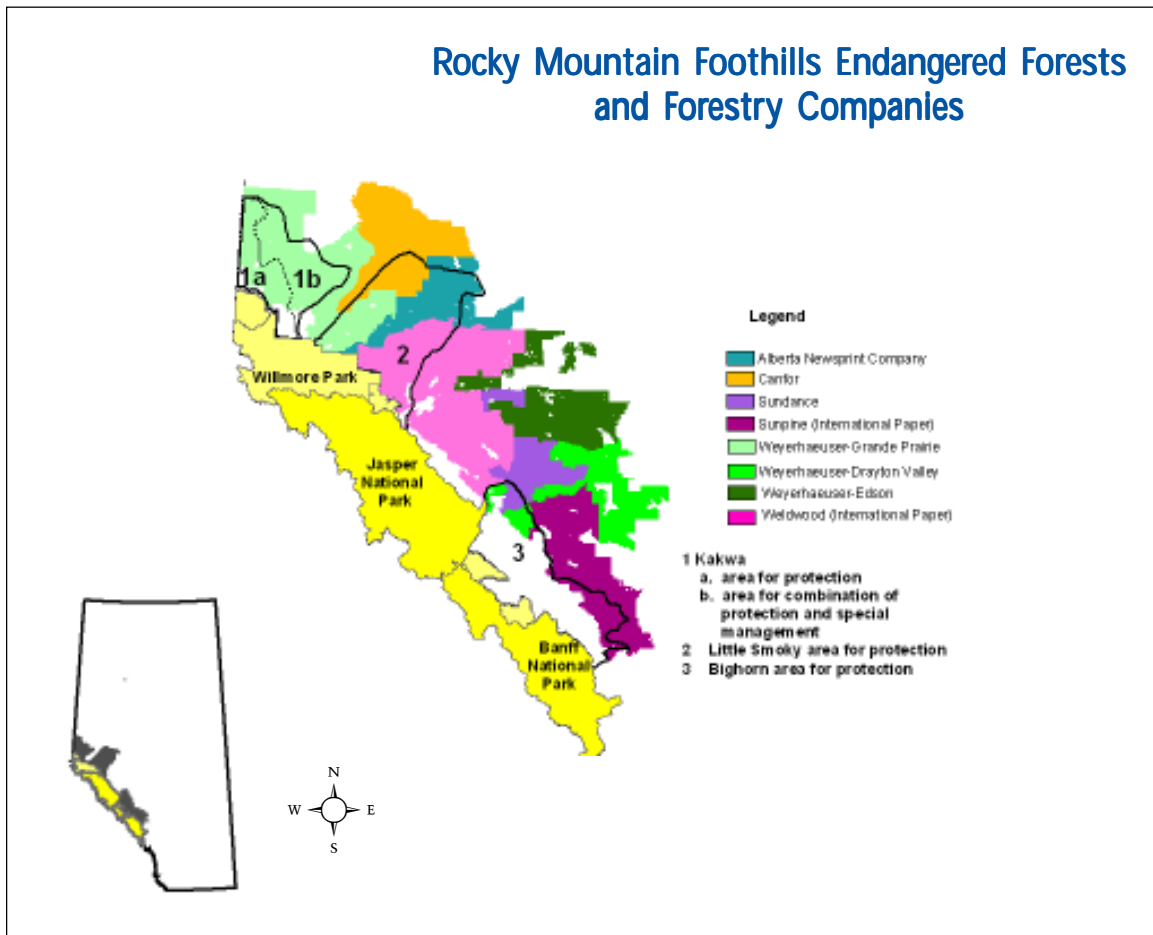 Rocky Mountain Foothills Endangered Forests
and Forestry Companies
1a
1b
2
Willmore Park
Jasper
National
Park
3
Banff
National
Park
Legend
Alberta Newsprint Company
Canfor
Sundance
Sunpine (International Paper)
Weyerhaeuser-Grande Prairie
Weyerhaeuser-Drayton Valley
Weyerhaeuser-Edson
Weldwood (International Paper)
1 Kakwa
a. area for protection
b. area for combination of
protection and special
management
2 Little Smoky area for protection
3 Bighorn area for protection
N
W E
S